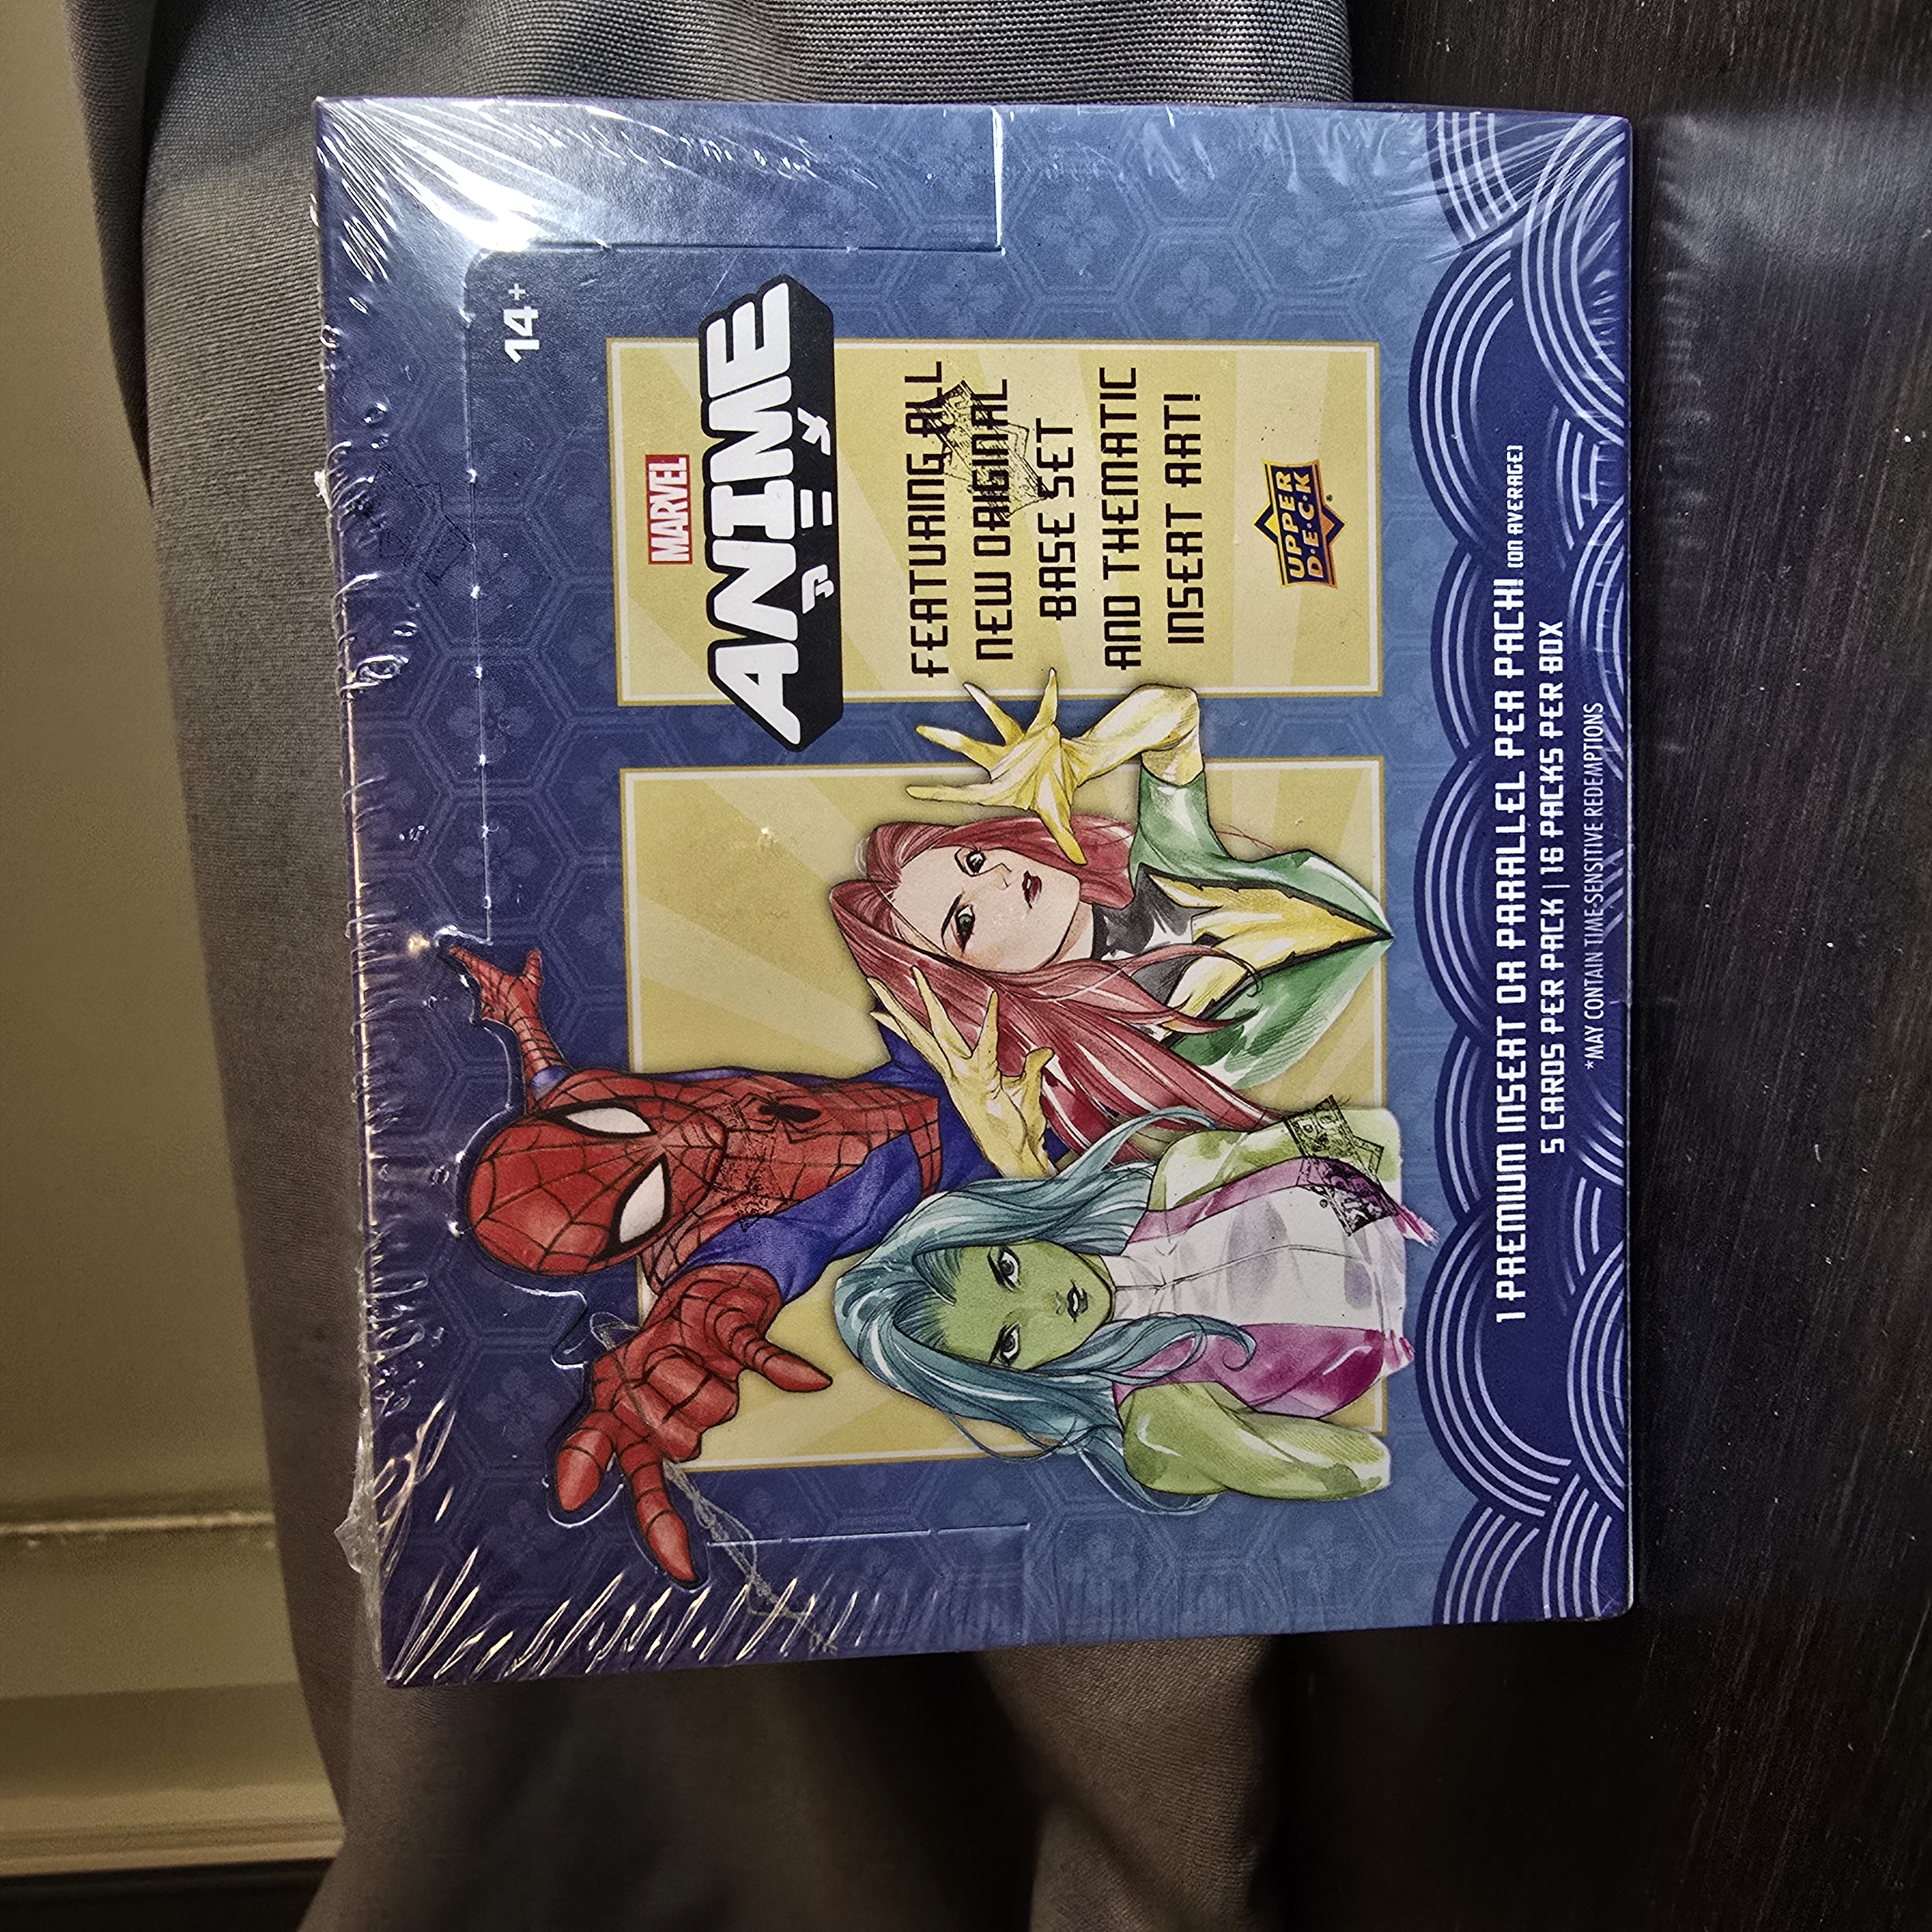 14+
MARVEL
ANIME
アニメ
FEATURING ALL
NEW ORIGINAL
BASE SET
AND THEMATIC
INSERT ART!
UPPER
D·E·C·K
®
1 PREMIUM INSERT OR PARALLEL PER PACK! (ON AVERAGE)
5 CARDS PER PACK | 16 PACKS PER BOX
*MAY CONTAIN TIME-SENSITIVE REDEMPTIONS